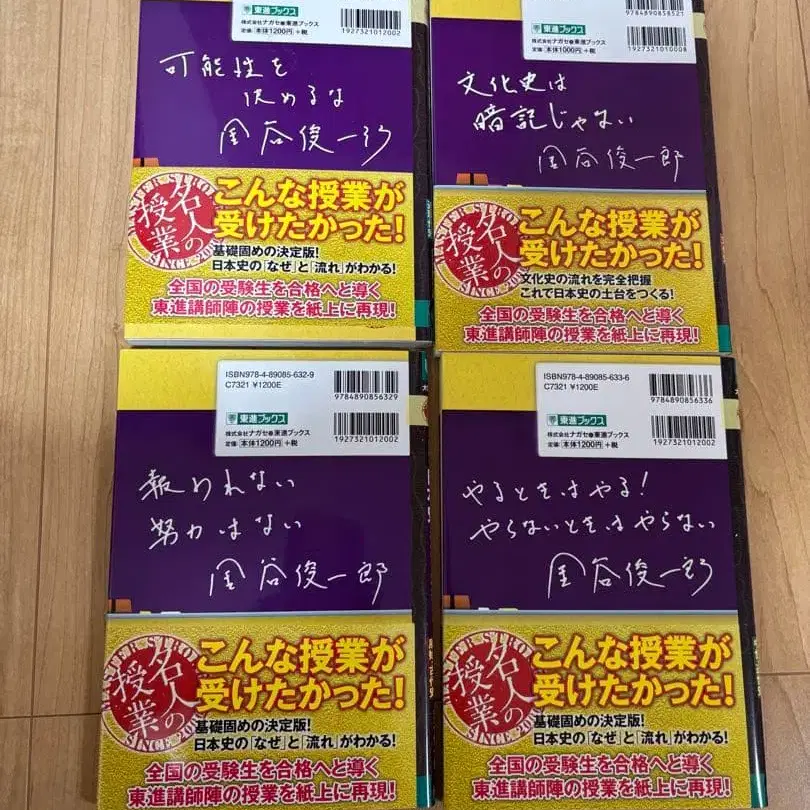 東進ブックス
株式会社ナガセ●東進ブックス
定価 本体1200円 +税
1927321012002
可能性を
決めるな
金谷俊一郎
名人の
授業
SINCE 20
こんな授業が
受けたかった!
基礎固めの決定版!
日本史の「なぜ」と「流れ」がわかる!
全国の受験生を合格へと導く
東進講師陣の授業を紙上に再現!
9784890858521
東進ブックス
株式会社ナガセ●東進ブックス
定価 本体1000円 +税
1927321010008
文化史は
暗記じゃない
金谷俊一郎
名人の
授業
SINCE 20
こんな授業が
受けたかった!
文化史の流れを完全把握
これで日本史の土台をつくる!
全国の受験生を合格へと導く
東進講師陣の授業を紙上に再現!
ISBN978-4-89085-632-9
C7321 ¥1200E
9784890856329
東進ブックス
株式会社ナガセ●東進ブックス
定価 本体1200円 +税
1927321012002
報われない
努力はない
金谷俊一郎
名人の
授業
SINCE 20
こんな授業が
受けたかった!
基礎固めの決定版!
日本史の「なぜ」と「流れ」がわかる!
全国の受験生を合格へと導く
東進講師陣の授業を紙上に再現!
ISBN978-4-89085-633-6
C7321 ¥1200E
9784890856336
東進ブックス
株式会社ナガセ●東進ブックス
定価 本体1200円 +税
1927321012002
やるときはやる!
やらないときはやらない
金谷俊一郎
名人の
授業
SINCE 20
こんな授業が
受けたかった!
基礎固めの決定版!
日本史の「なぜ」と「流れ」がわかる!
全国の受験生を合格へと導く
東進講師陣の授業を紙上に再現!